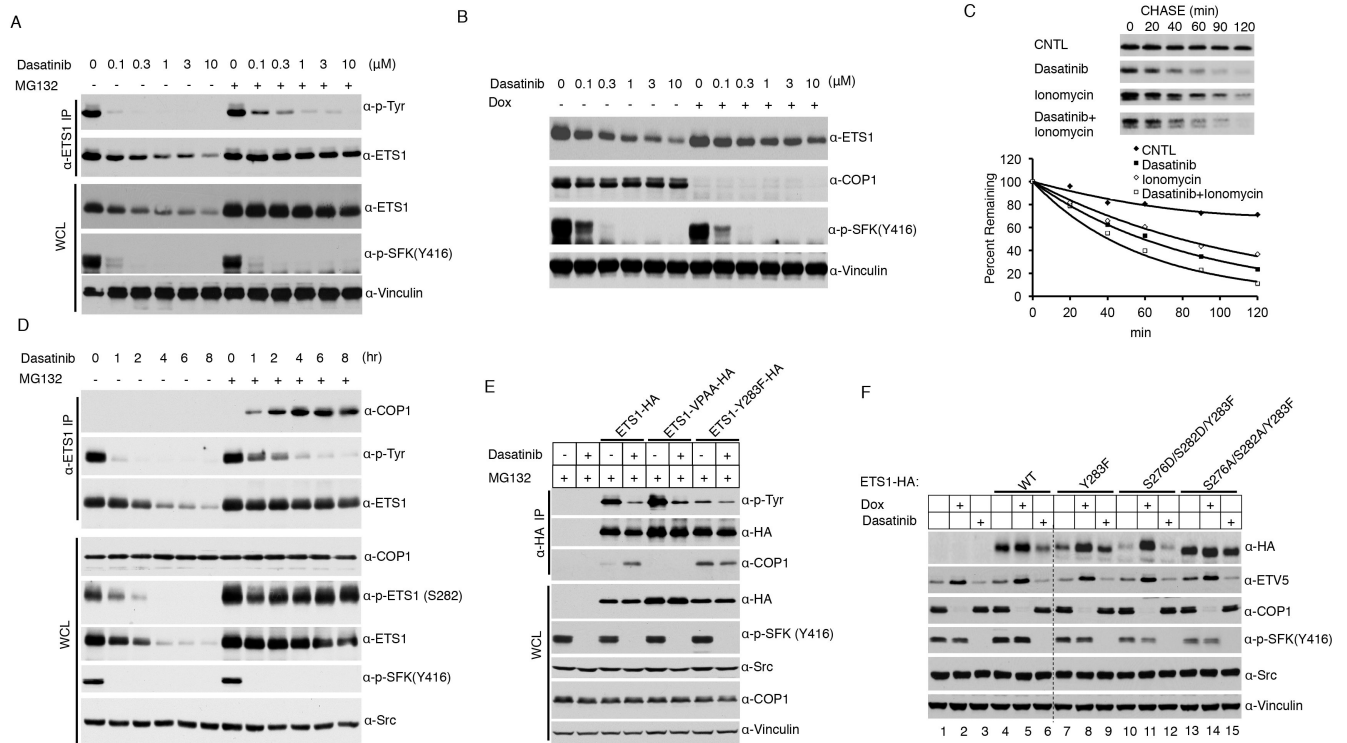 A
Dasatinib 0 0.1 0.3 1 3 10 0 0.1 0.3 1 3 10 (μM)
MG132 - - - - - - + + + + + +
α-ETS1 IP
α-p-Tyr
α-ETS1
WCL
α-ETS1
α-p-SFK(Y416)
α-Vinculin
B
Dasatinib 0 0.1 0.3 1 3 10 0 0.1 0.3 1 3 10 (μM)
Dox - - - - - - + + + + + +
α-ETS1
α-COP1
α-p-SFK(Y416)
α-Vinculin
C
CHASE (min)
0 20 40 60 90 120
CNTL
Dasatinib
Ionomycin
Dasatinib+
Ionomycin
CNTL
Dasatinib
Ionomycin
Dasatinib+Ionomycin
Percent Remaining
120
100
80
60
40
20
0
0 20 40 60 80 100 120
min
D
Dasatinib 0 1 2 4 6 8 0 1 2 4 6 8 (hr)
MG132 - - - - - - + + + + + +
α-ETS1 IP
α-COP1
α-p-Tyr
α-ETS1
WCL
α-COP1
α-p-ETS1 (S282)
α-ETS1
α-p-SFK(Y416)
α-Src
E
ETS1-HA
ETS1-VPAA-HA
ETS1-Y283F-HA
Dasatinib - + - + - + - +
MG132 + + + + + + + +
α-HA IP
α-p-Tyr
α-HA
α-COP1
WCL
α-HA
α-p-SFK (Y416)
α-Src
α-COP1
α-Vinculin
F
ETS1-HA:
WT
Y283F
S276D/S282D/Y283F
S276A/S282A/Y283F
Dox + + + + +
Dasatinib + + + + +
α-HA
α-ETV5
α-COP1
α-p-SFK(Y416)
α-Src
α-Vinculin
1 2 3 4 5 6 7 8 9 10 11 12 13 14 15